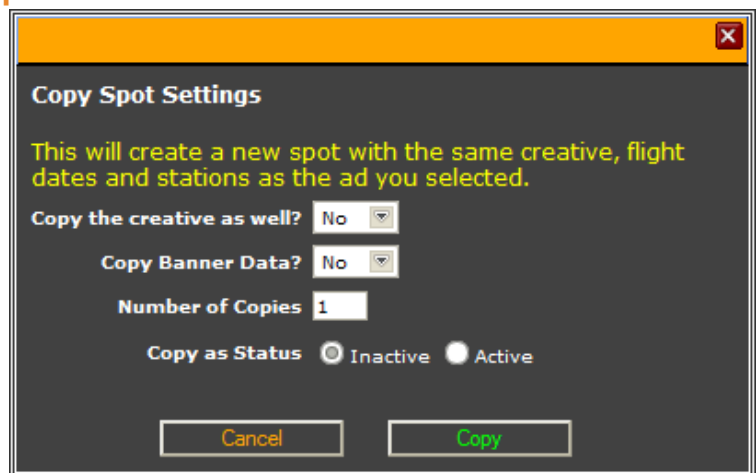 Copy Spot Settings
This will create a new spot with the same creative, flight
dates and stations as the ad you selected.
Copy the creative as well? No
Copy Banner Data? No
Number of Copies 1
Copy as Status Inactive Active
Cancel Copy